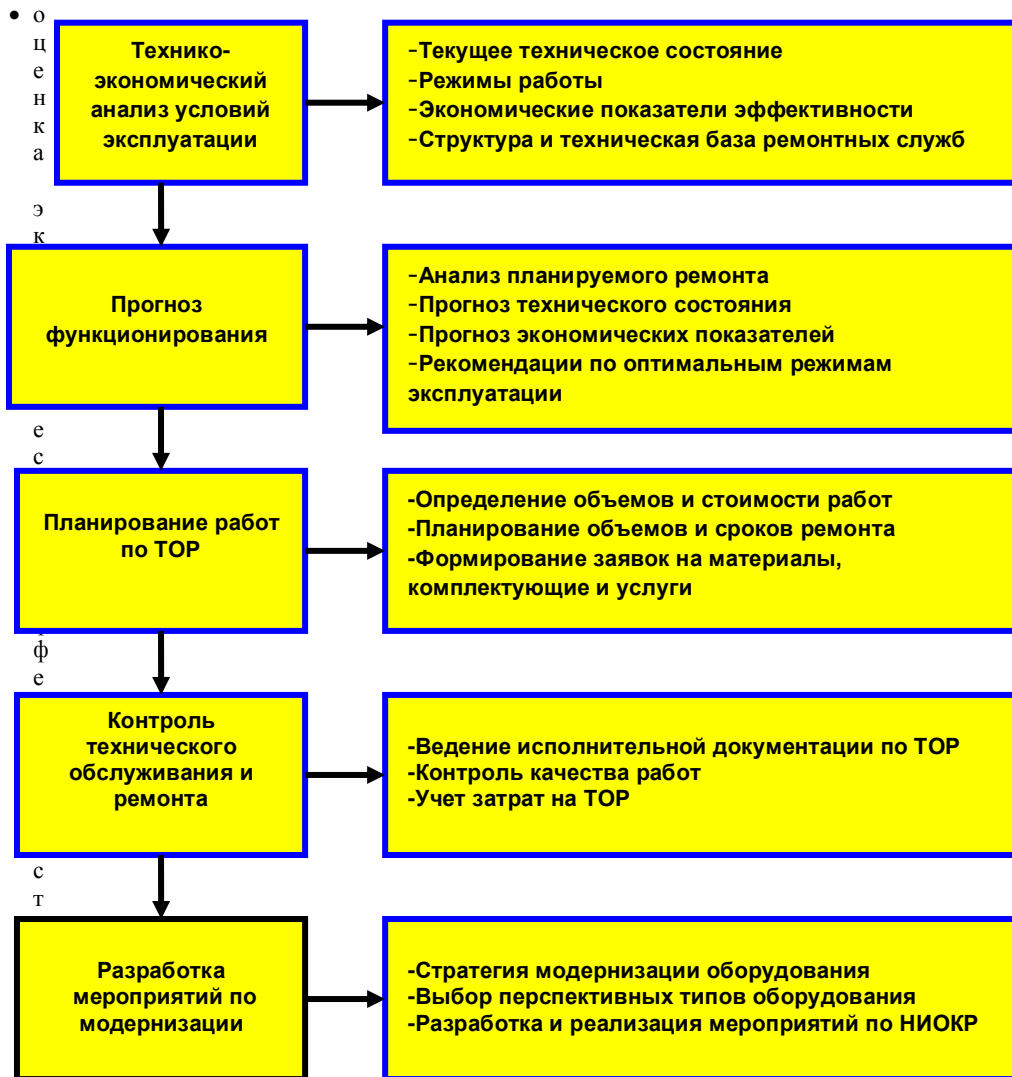 • о
ц
е
н
к
а
э
к
е
с
ф
е
с
т
Технико-
экономический
анализ условий
эксплуатации
-Текущее техническое состояние
-Режимы работы
-Экономические показатели эффективности
-Структура и техническая база ремонтных служб
Прогноз
функционирования
-Анализ планируемого ремонта
-Прогноз технического состояния
-Прогноз экономических показателей
-Рекомендации по оптимальным режимам
эксплуатации
Планирование работ
по ТОР
-Определение объемов и стоимости работ
-Планирование объемов и сроков ремонта
-Формирование заявок на материалы,
комплектующие и услуги
Контроль
технического
обслуживания и
ремонта
-Ведение исполнительной документации по ТОР
-Контроль качества работ
-Учет затрат на ТОР
Разработка
мероприятий по
модернизации
-Стратегия модернизации оборудования
-Выбор перспективных типов оборудования
-Разработка и реализация мероприятий по НИОКР